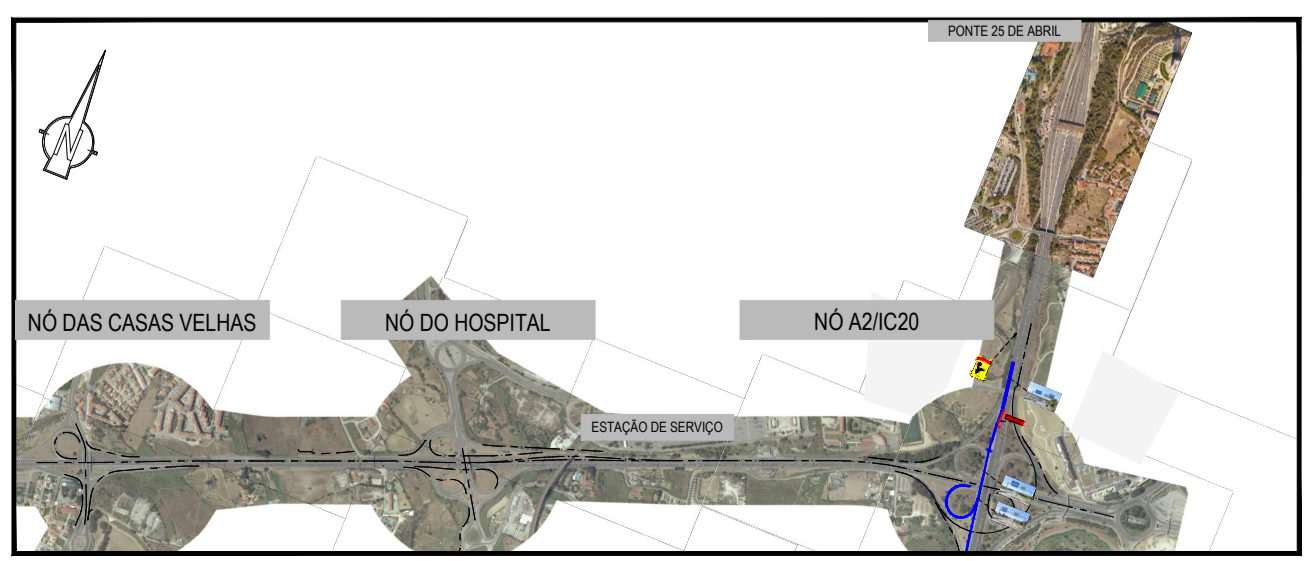 PONTE 25 DE ABRIL
N
NÓ DAS CASAS VELHAS
NÓ DO HOSPITAL
NÓ A2/IC20
ESTAÇÃO DE SERVIÇO